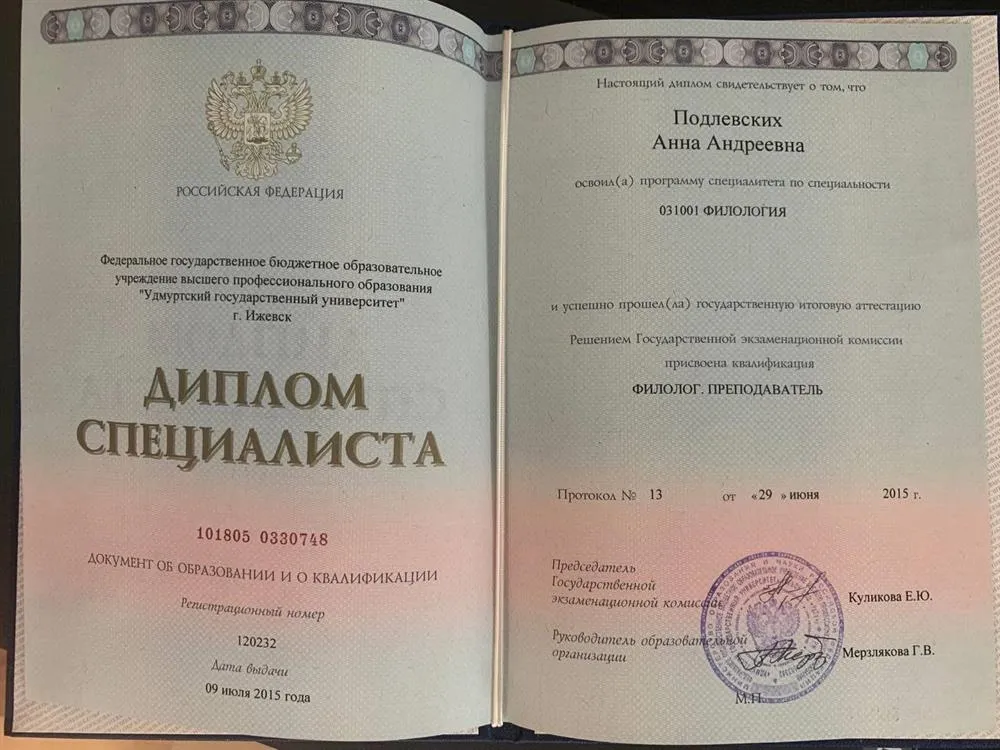 РОССИЙСКАЯ ФЕДЕРАЦИЯ
Федеральное государственное бюджетное образовательное
учреждение высшего профессионального образования
"Удмуртский государственный университет"
г. Ижевск
ДИПЛОМ
СПЕЦИАЛИСТА
101805 0330748
ДОКУМЕНТ ОБ ОБРАЗОВАНИИ И О КВАЛИФИКАЦИИ
Регистрационный номер
120232
Дата выдачи
09 июля 2015 года
Настоящий диплом свидетельствует о том, что
Подлевских
Анна Андреевна
освоил(а) программу специалитета по специальности
031001 ФИЛОЛОГИЯ
и успешно прошел(ла) государственную итоговую аттестацию
Решением Государственной экзаменационной комиссии
присвоена квалификация
ФИЛОЛОГ. ПРЕПОДАВАТЕЛЬ
Протокол № 13 от «29 » июня 2015 г.
Председатель
Государственной
экзаменационной комиссии
Куликова Е.Ю.
Руководитель образовательной
организации
Мерзлякова Г.В.
М.П.